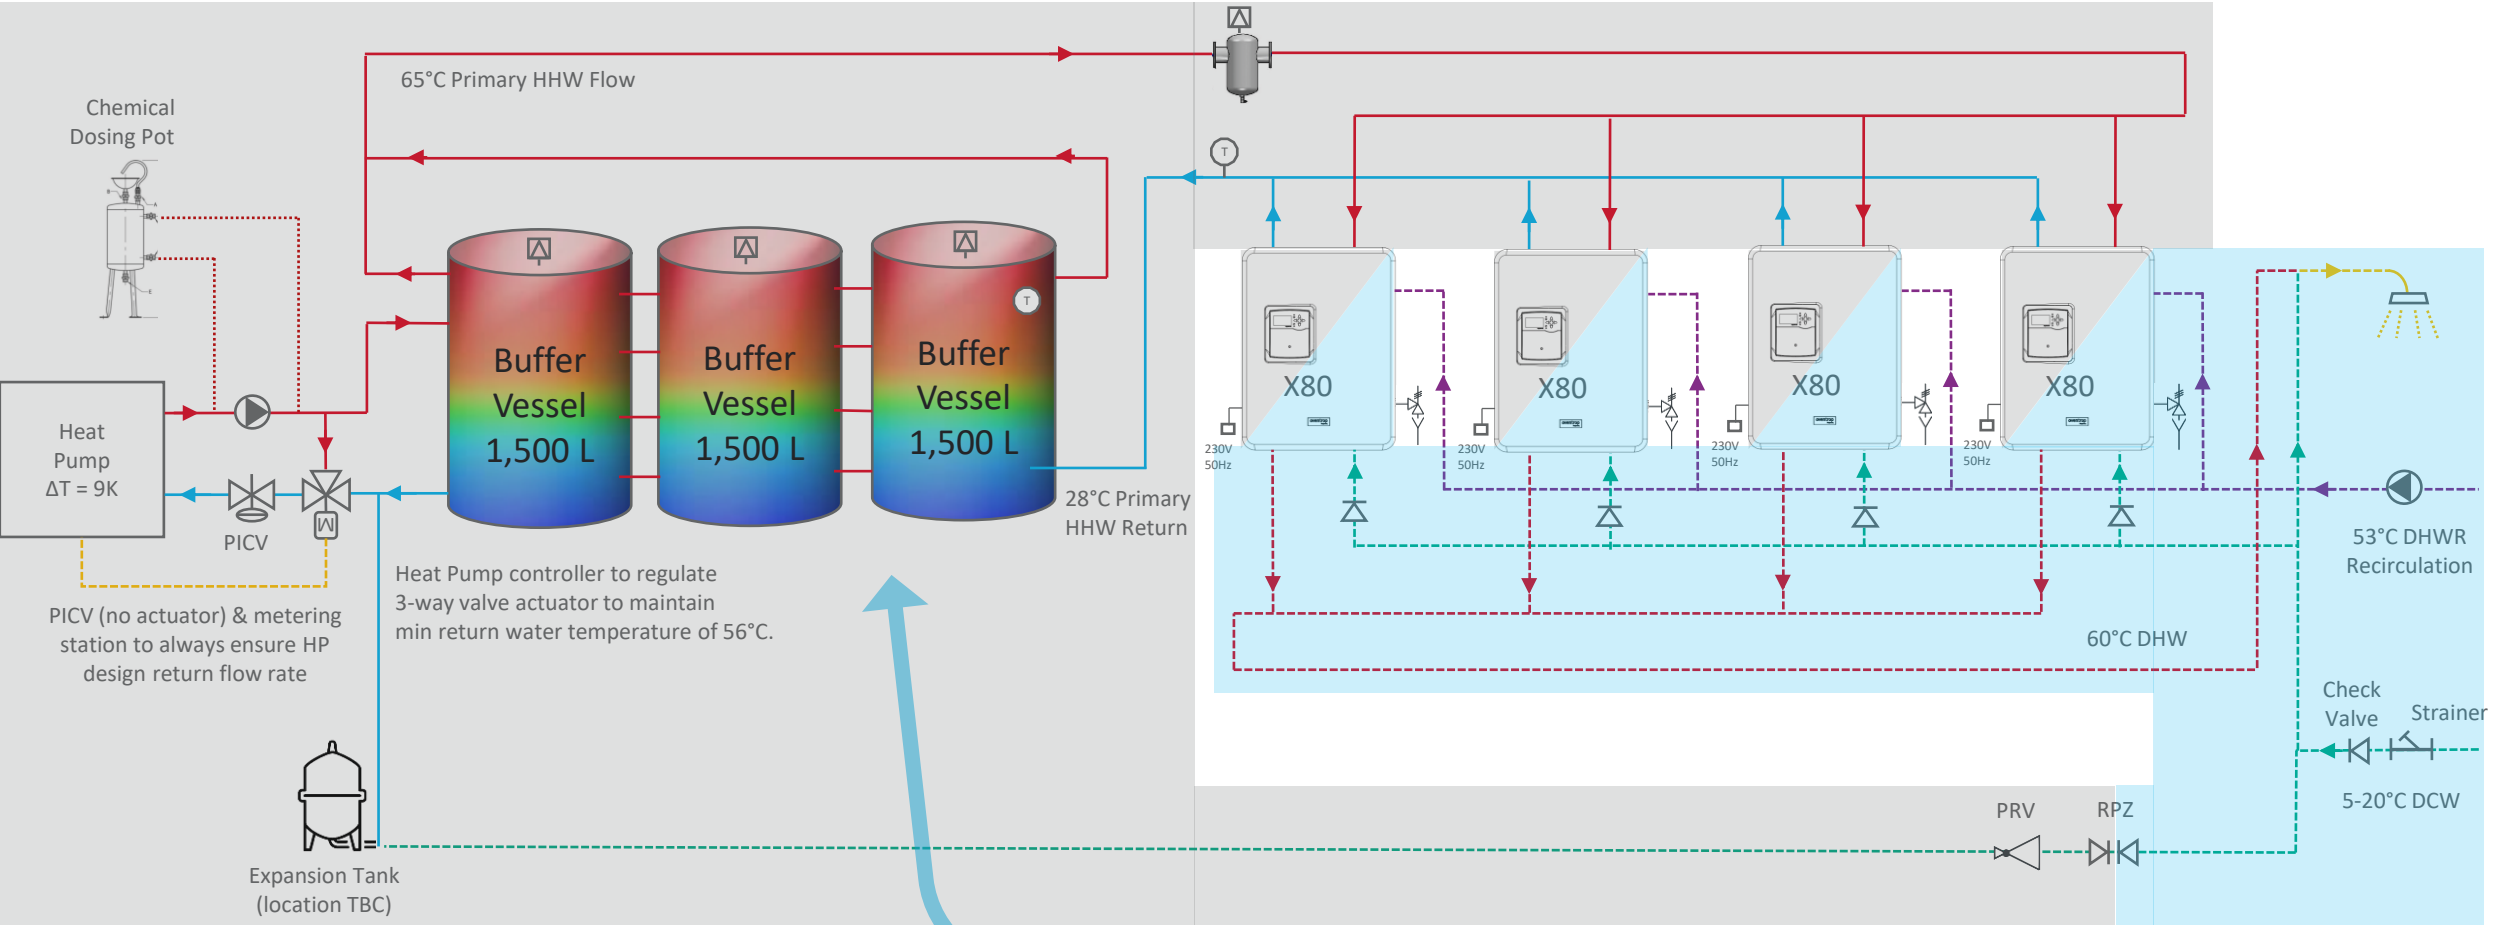 65°C Primary HHW Flow
Chemical
Dosing Pot
T
T
Buffer
Vessel
1,500 L
Buffer
Vessel
1,500 L
Buffer
Vessel
1,500 L
Heat
Pump
ΔT = 9K
PICV
M
28°C Primary
HHW Return
Heat Pump controller to regulate
3-way valve actuator to maintain
min return water temperature of 56°C.
PICV (no actuator) & metering
station to always ensure HP
design return flow rate
Expansion Tank
(location TBC)
X80
X80
X80
X80
230V
50Hz
230V
50Hz
230V
50Hz
230V
50Hz
53°C DHWR
Recirculation
60°C DHW
Check
Valve
Strainer
5-20°C DCW
PRV
RPZ